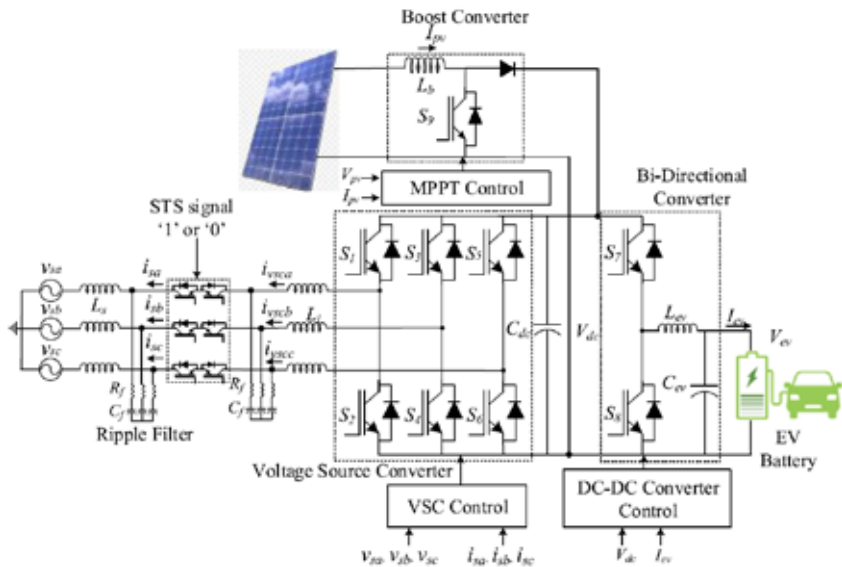 Boost Converter
I_pv
L_b
S_9
V_pv
I_pv
MPPT Control
Bi-Directional
Converter
STS signal
'1' or '0'
S_1
S_3
S_5
S_7
v_sa
v_sb
v_sc
L_s
i_sa
i_sb
i_sc
i_vsca
i_vscb
i_vscc
C_dc
V_dc
L_ev
I_ev
V_ev
C_ev
R_f
C_f
R_f
C_f
Ripple Filter
S_2
S_4
S_6
S_8
EV
Battery
Voltage Source Converter
VSC Control
DC-DC Converter
Control
v_sa, v_sb, v_sc
i_sa, i_sb, i_sc
V_dc
I_ev